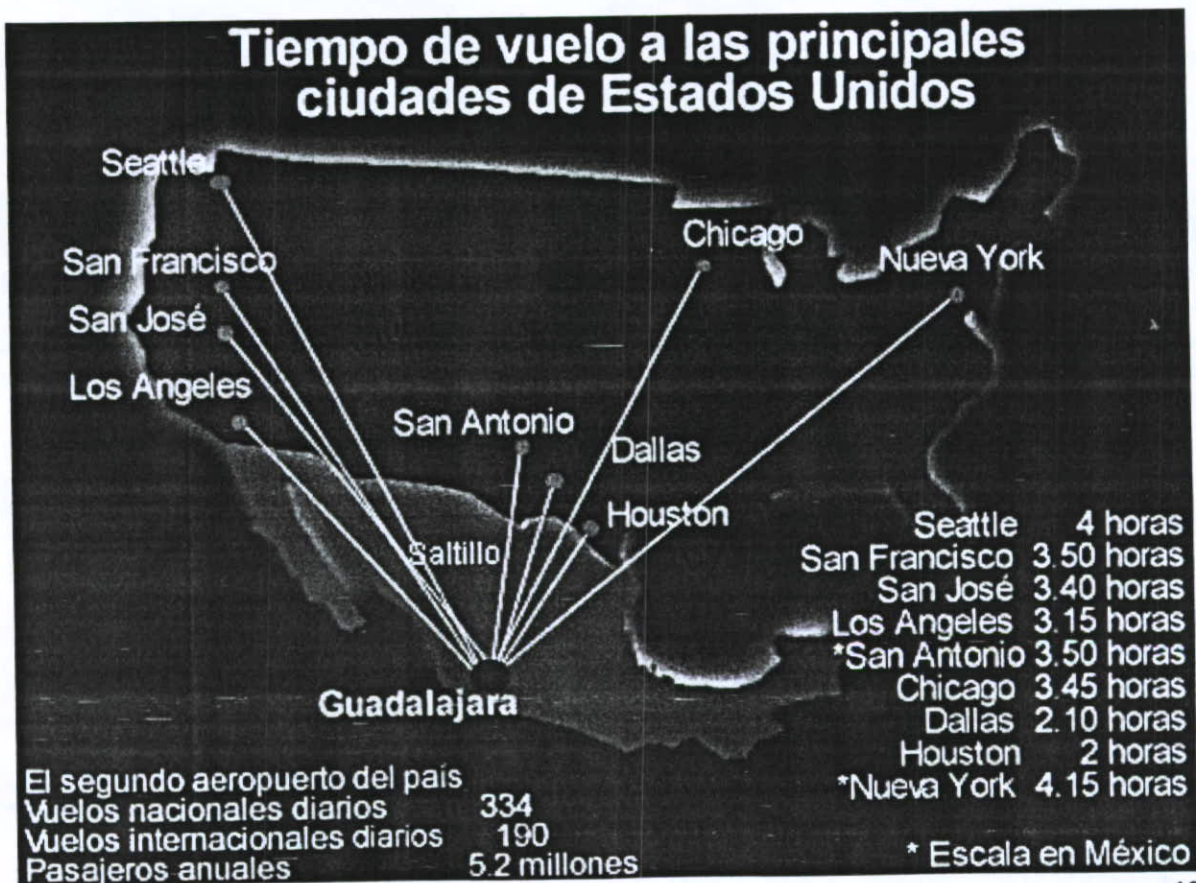 Tiempo de vuelo a las principales
ciudades de Estados Unidos
Seattle
Chicago
San Francisco
Nueva York
San José
Los Angeles
San Antonio
Dallas
Houston
Saltillo
Guadalajara
Seattle 4 horas
San Francisco 3.50 horas
San José 3.40 horas
Los Angeles 3.15 horas
*San Antonio 3.50 horas
Chicago 3.45 horas
Dallas 2.10 horas
Houston 2 horas
*Nueva York 4.15 horas
* Escala en México
El segundo aeropuerto del país
Vuelos nacionales diarios 334
Vuelos internacionales diarios 190
Pasajeros anuales 5.2 millones